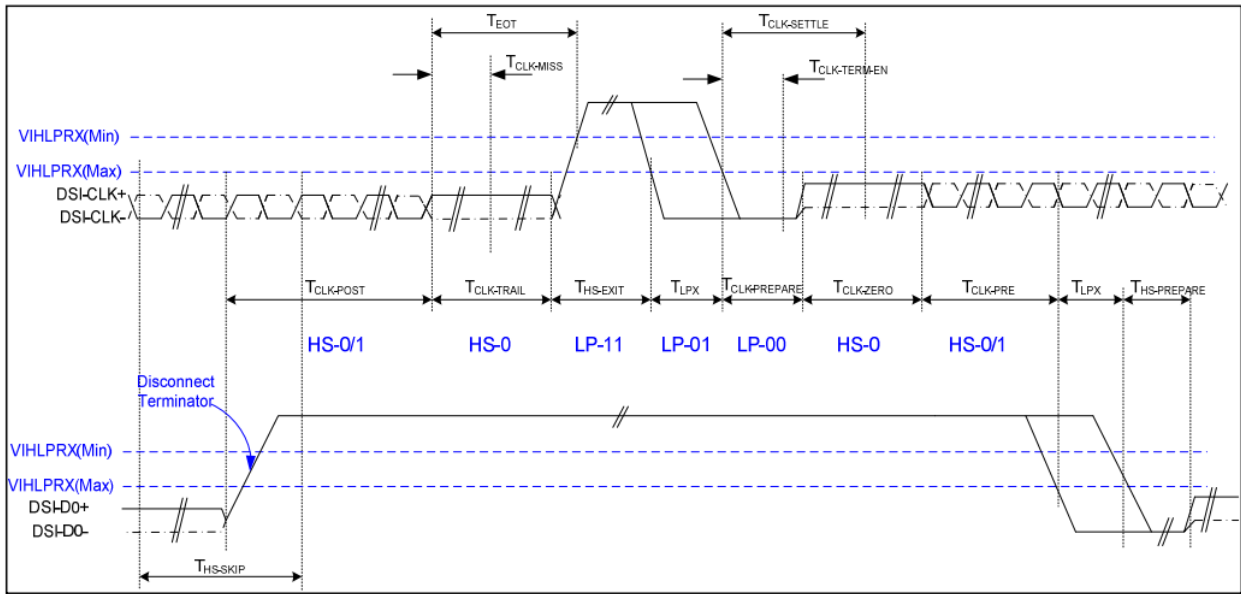 TEOT
TCLK-SETTLE
TCLK-MISS
TCLK-TERM-EN
VIHLPRX(Min)
VIHLPRX(Max)
DSI-CLK+
DSI-CLK-
TCLK-POST
TCLK-TRAIL
THS-EXIT
TLPX
TCLK-PREPARE
TCLK-ZERO
TCLK-PRE
TLPX
THS-PREPARE
HS-0/1
HS-0
LP-11
LP-01
LP-00
HS-0
HS-0/1
Disconnect
Terminator
VIHLPRX(Min)
VIHLPRX(Max)
DSI-D0+
DSI-D0-
THS-SKIP